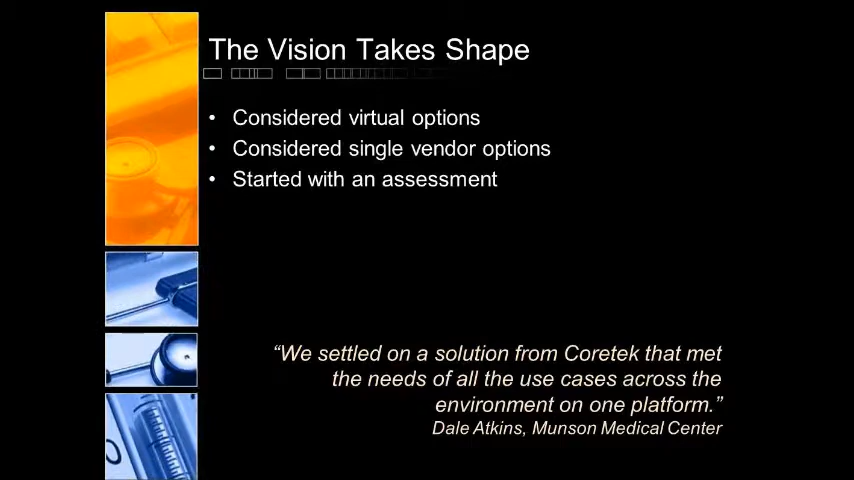 The Vision Takes Shape
• Considered virtual options
• Considered single vendor options
• Started with an assessment
“We settled on a solution from Coretek that met
the needs of all the use cases across the
environment on one platform.”
Dale Atkins, Munson Medical Center